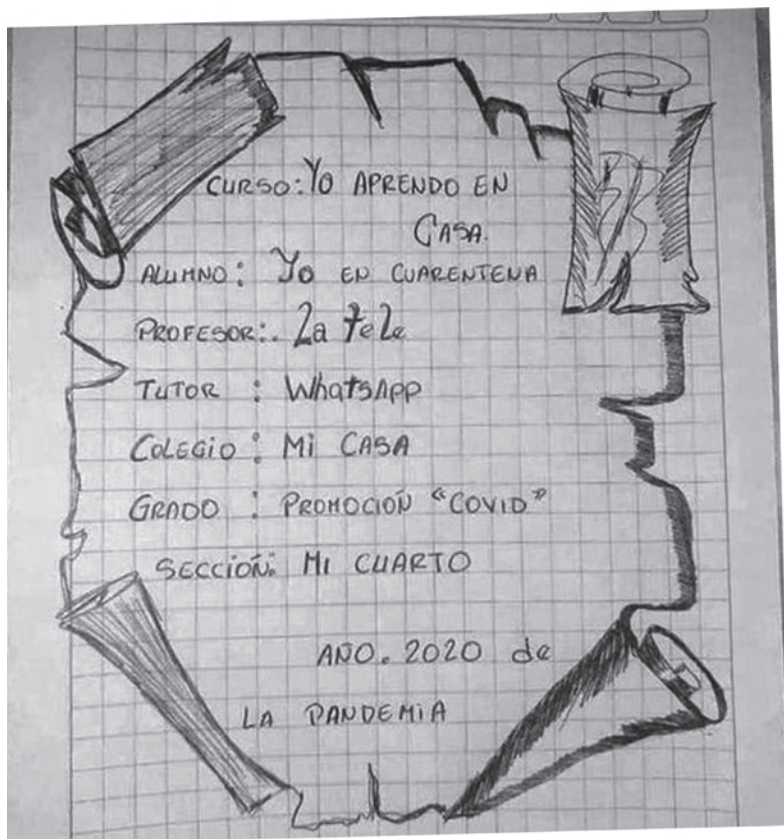 CURSO: Yo APRENDO EN
CASA.
ALUMNO: Yo EN CUARENTENA
PROFESOR:. La teLe
TUTOR : WhatsApp
COLEGIO: Mi CASA
GRADO : PROMOCIÓN "COVID"
SECCIÓN: Mi CUARTO
AÑO. 2020 de
LA PANDEMIA